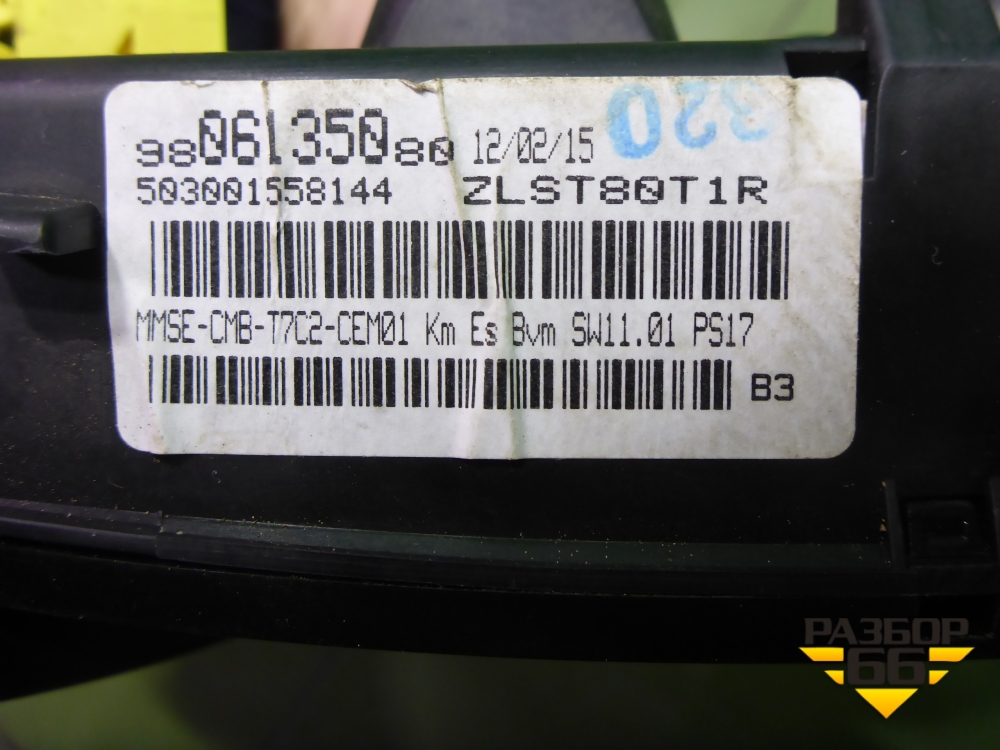 9806135080 12/02/15 320
503001558144 ZLST80T1R
MMSE-CMB-T7C2-CEM01 Km Es Bvm SW11.01 PS17
B3
РАЗБОР
66